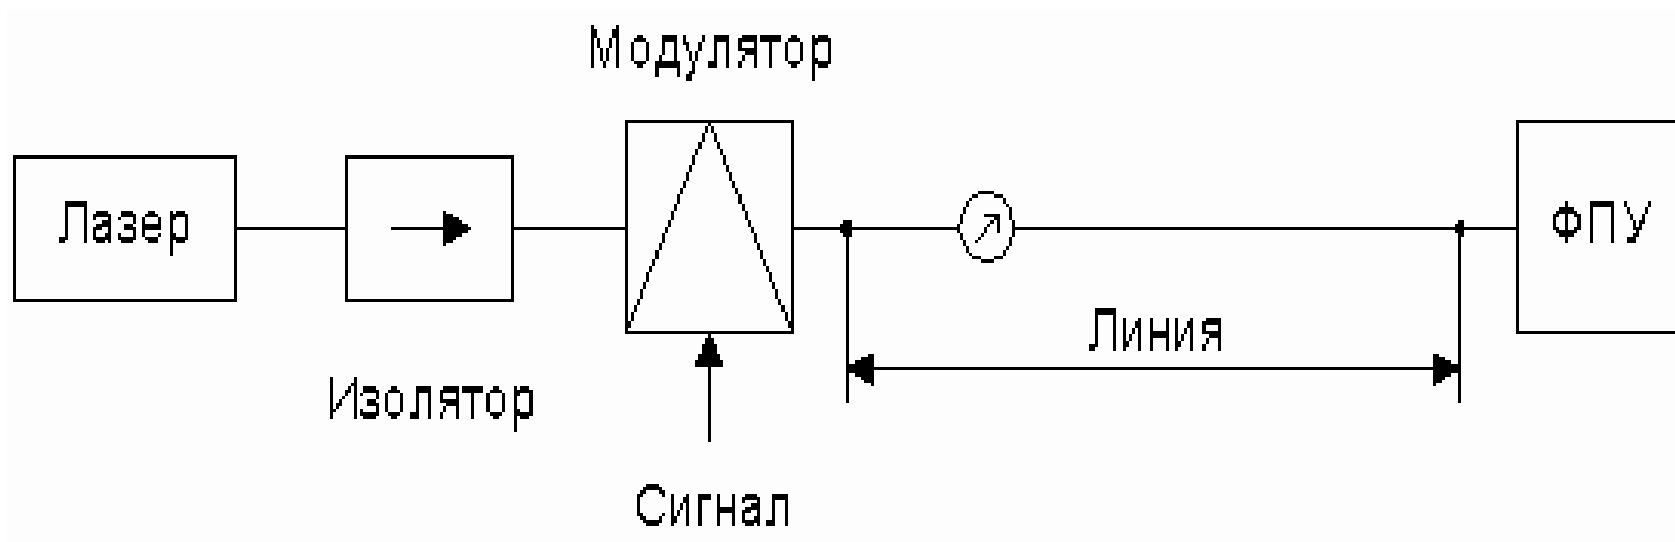 Модулятор
Лазер
ФПУ
Линия
Изолятор
Сигнал